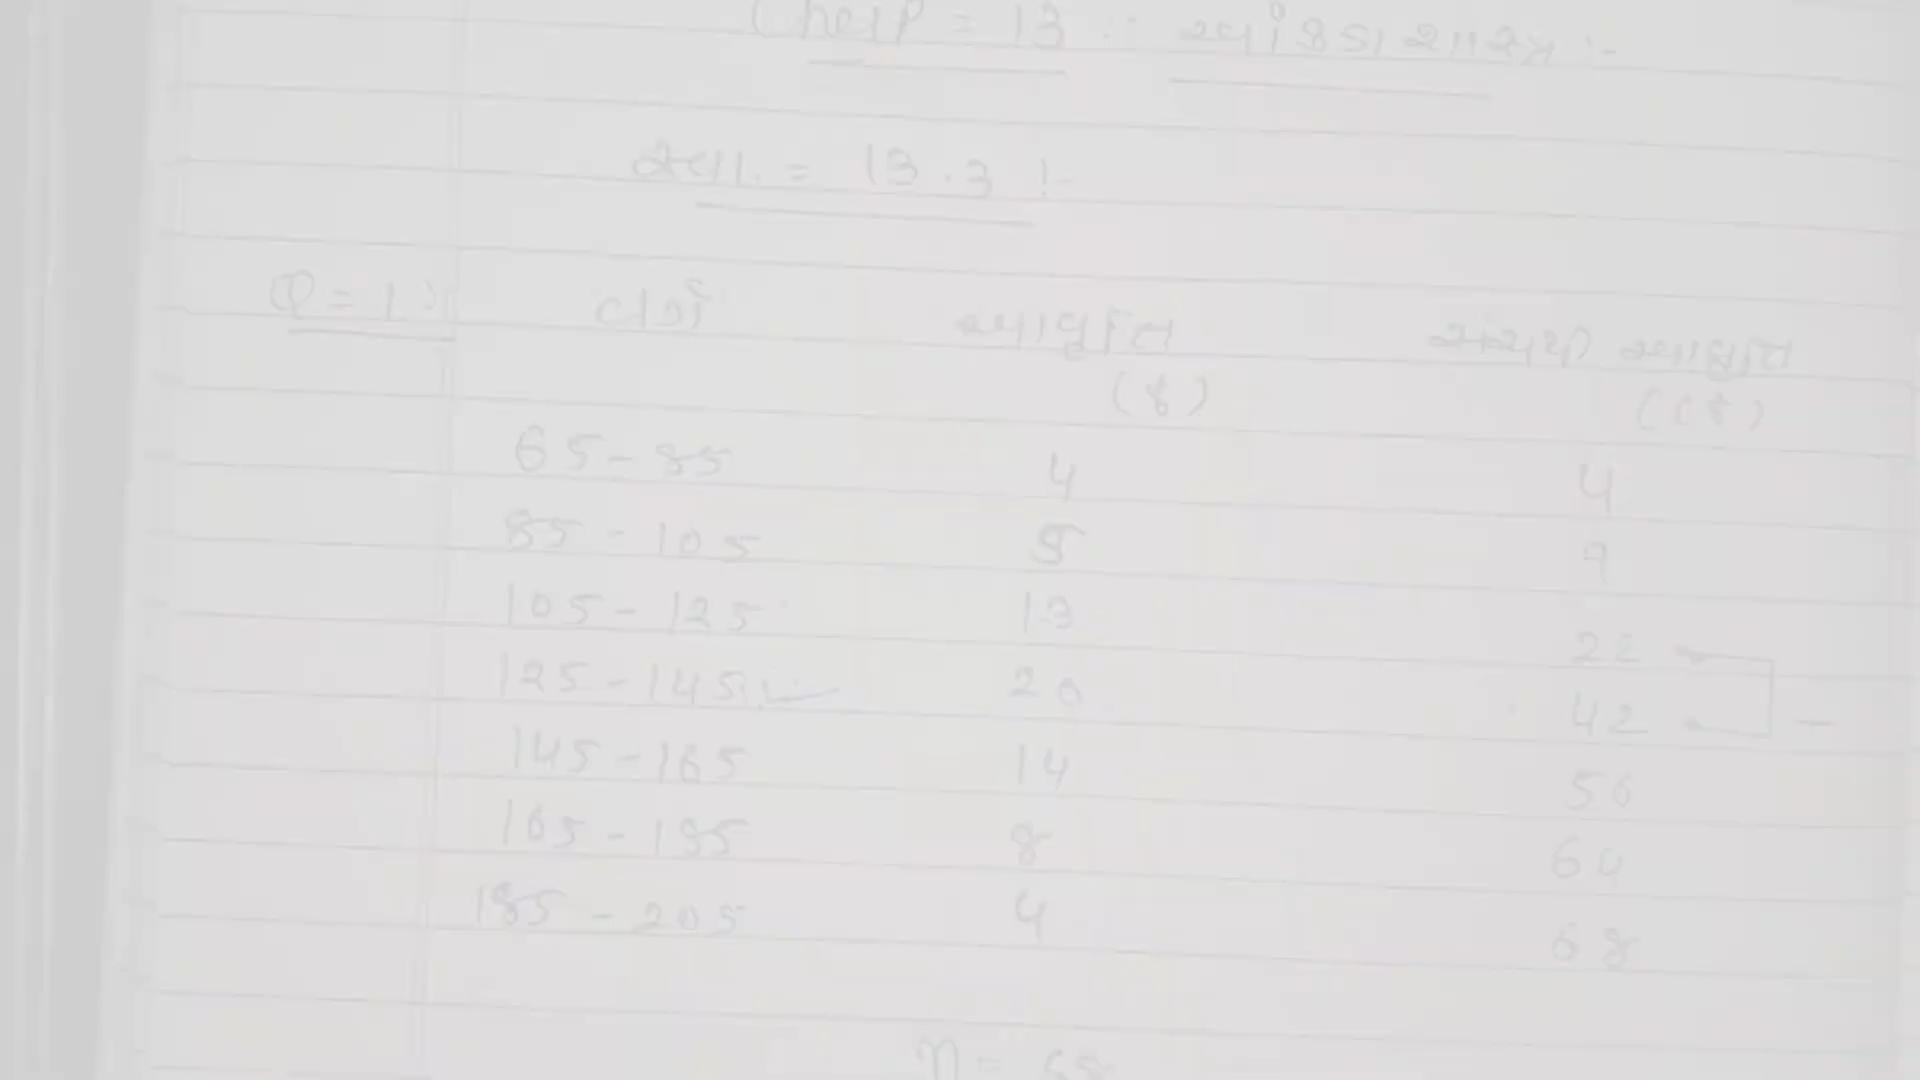 Chep = 13 : આંકડાશાસ્ત્ર :-
સ્વા. = 13.3 :-
Q = 1) વર્ગ આવૃત્તિ (f) સંચયી આવૃત્તિ (cf)
65 - 85 4 4
85 - 105 5 9
105 - 125 13 22
125 - 145 20 42
145 - 165 14 56
165 - 185 8 64
185 - 205 4 68
n = 68